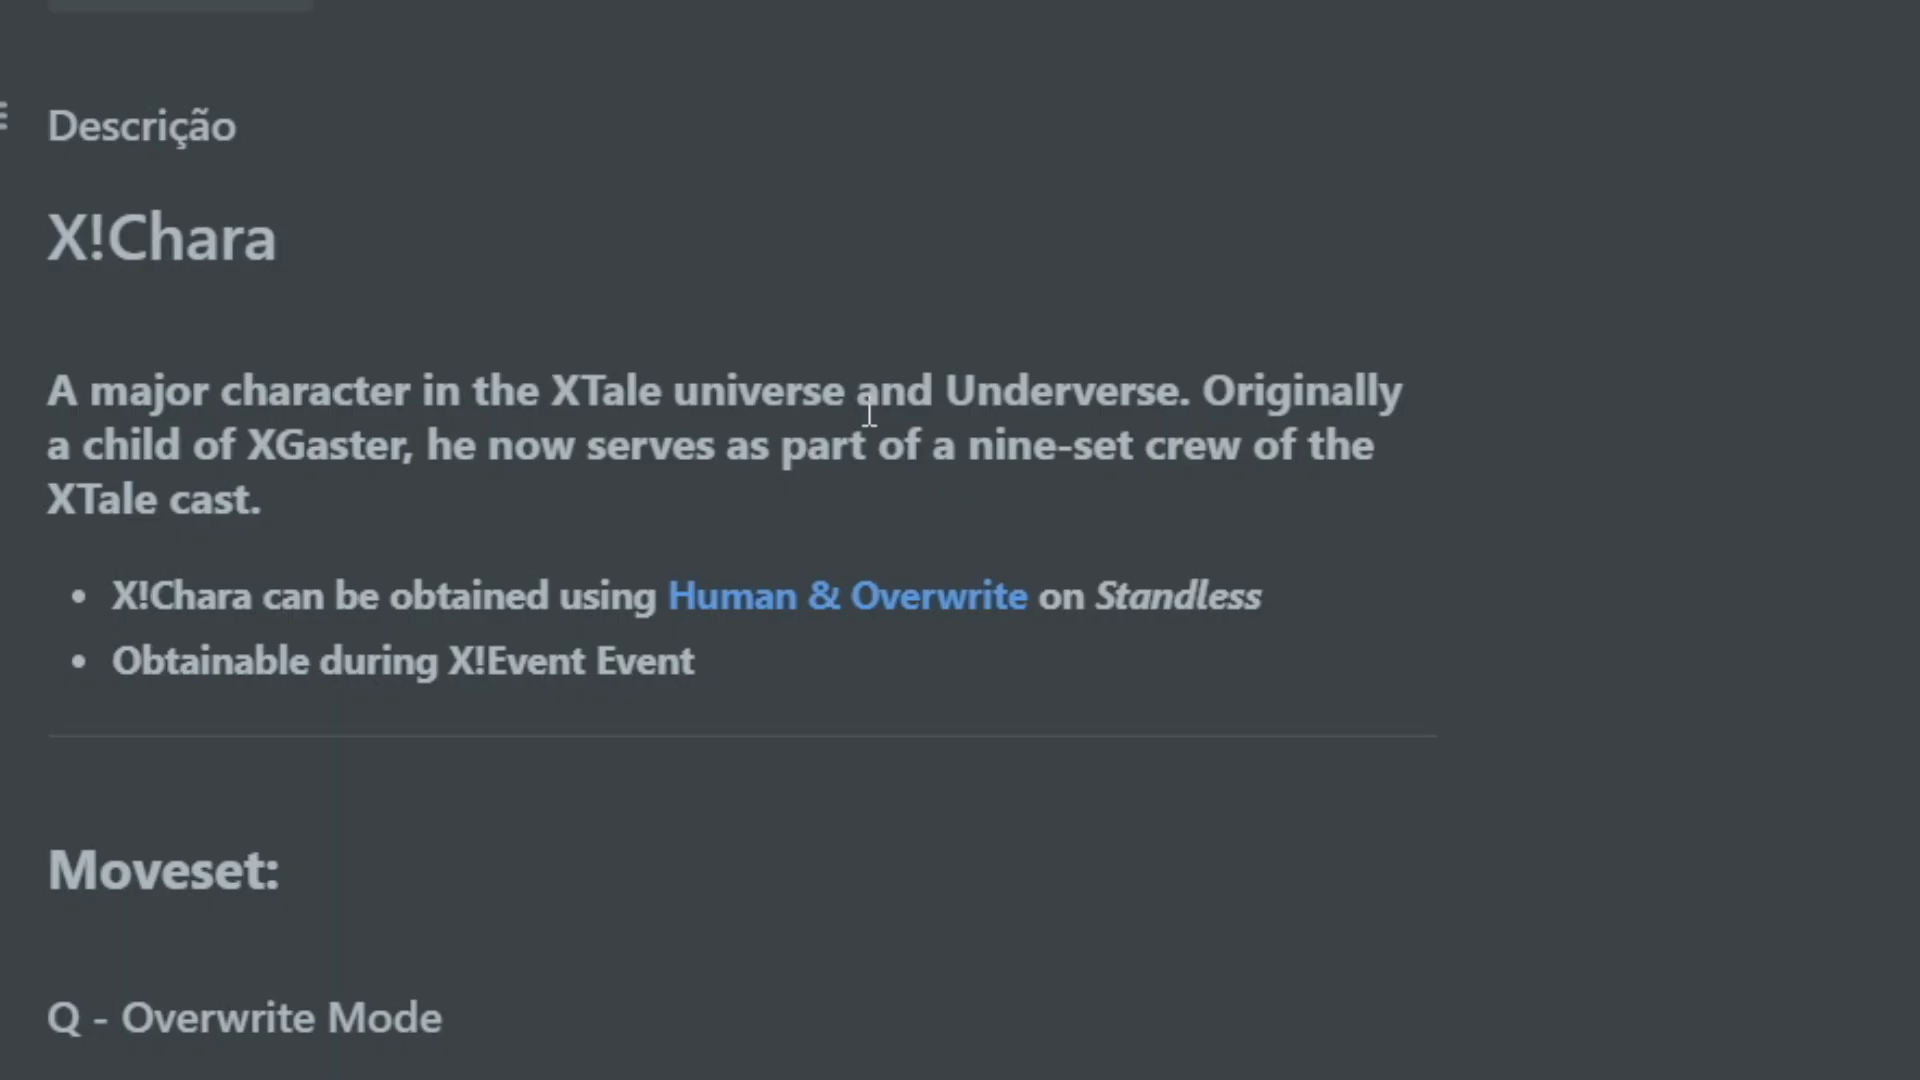 Descrição
X!Chara
A major character in the XTale universe and Underverse. Originally
a child of XGaster, he now serves as part of a nine-set crew of the
XTale cast.
• X!Chara can be obtained using Human & Overwrite on Standless
• Obtainable during X!Event Event
Moveset:
Q - Overwrite Mode